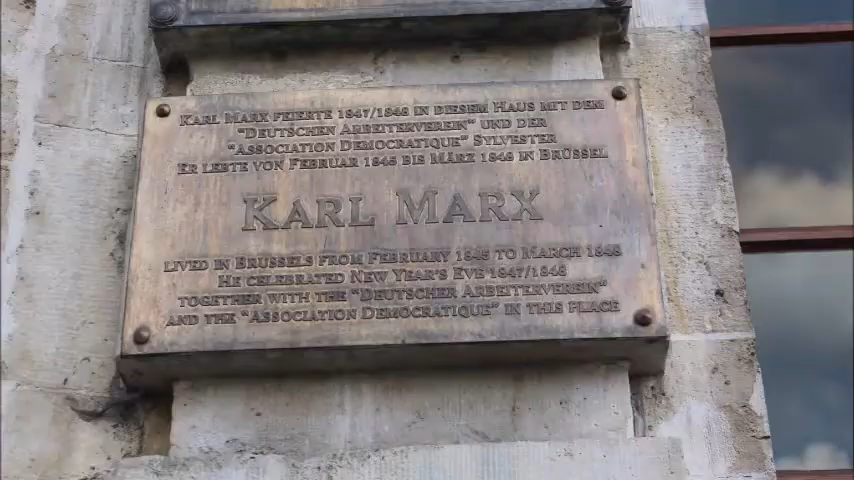 KARL MARX FEIERTE 1847/1848 IN DIESEM HAUS MIT DEM
"DEUTSCHEN ARBEITERVEREIN" UND DER
"ASSOCIATION DEMOCRATIQUE" SYLVESTER
ER LEBTE VON FEBRUAR 1845 BIS MÄRZ 1848 IN BRÜSSEL
KARL MARX
LIVED IN BRUSSELS FROM FEBRUARY 1845 TO MARCH 1848
HE CELEBRATED NEW YEAR'S EVE 1847/1848
TOGETHER WITH THE "DEUTSCHER ARBEITERVEREIN"
AND THE "ASSOCIATION DEMOCRATIQUE" IN THIS PLACE